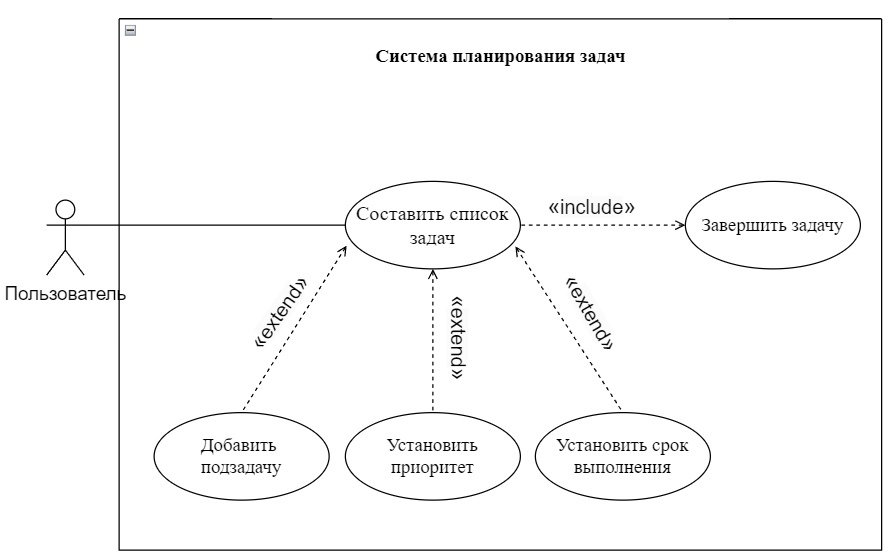 Система планирования задач
Составить список
задач
«include»
Завершить задачу
Пользователь
«extend»
«extend»
«extend»
Добавить
подзадачу
Установить
приоритет
Установить срок
выполнения